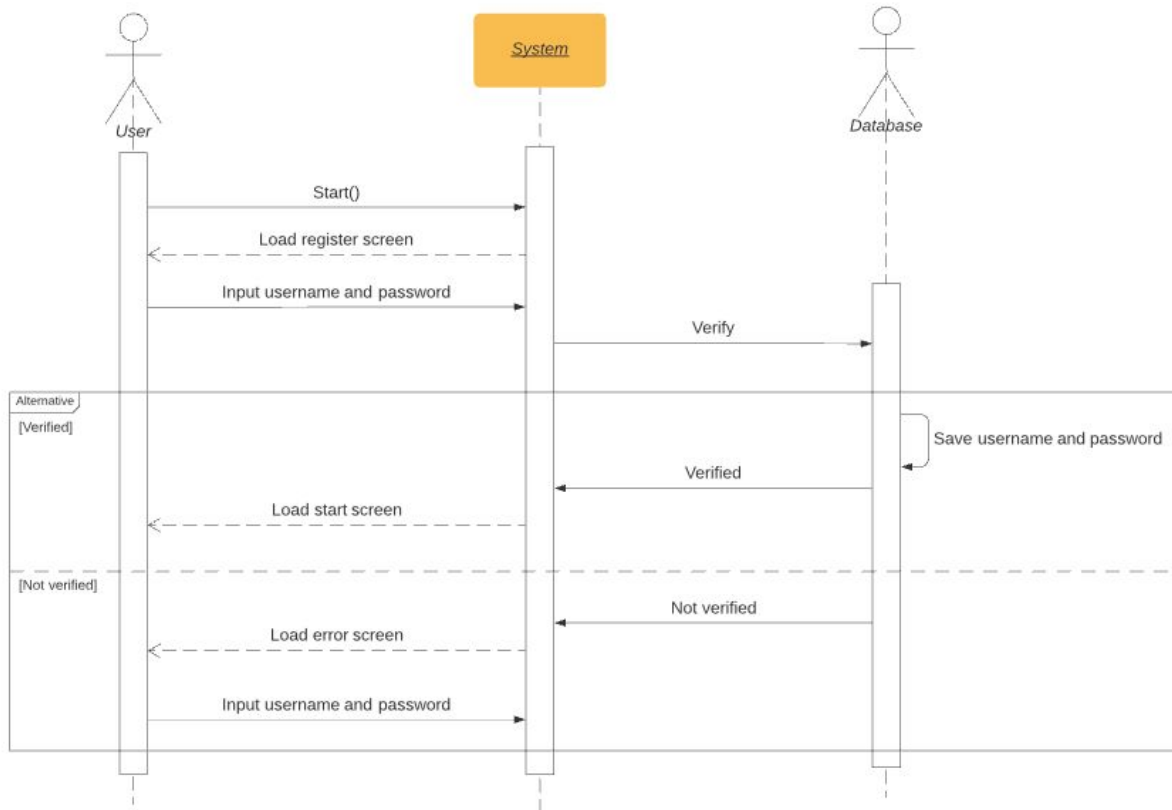 System
User
Database
Start()
Load register screen
Input username and password
Verify
Alternative
[Verified]
Save username and password
Verified
Load start screen
[Not verified]
Not verified
Load error screen
Input username and password